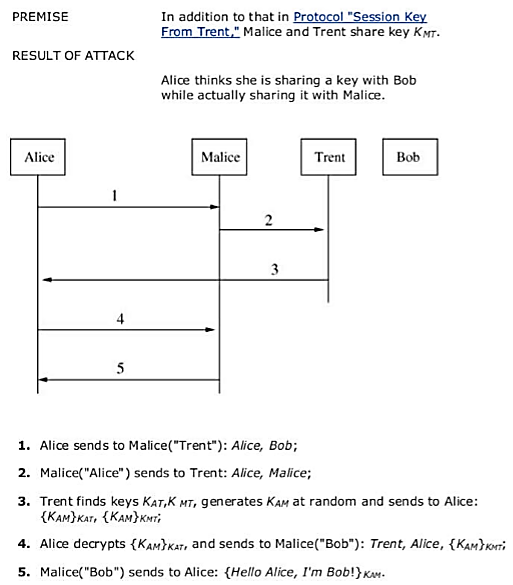 PREMISE
In addition to that in Protocol "Session Key
From Trent," Malice and Trent share key KMT.
RESULT OF ATTACK
Alice thinks she is sharing a key with Bob
while actually sharing it with Malice.
Alice
Malice
Trent
Bob
1
2
3
4
5
1. Alice sends to Malice("Trent"): Alice, Bob;
2. Malice("Alice") sends to Trent: Alice, Malice;
3. Trent finds keys KAT,K MT, generates KAM at random and sends to Alice:
{KAM}KAT, {KAM}KMT;
4. Alice decrypts {KAM}KAT, and sends to Malice("Bob"): Trent, Alice, {KAM}KMT;
5. Malice("Bob") sends to Alice: {Hello Alice, I'm Bob!}KAM.